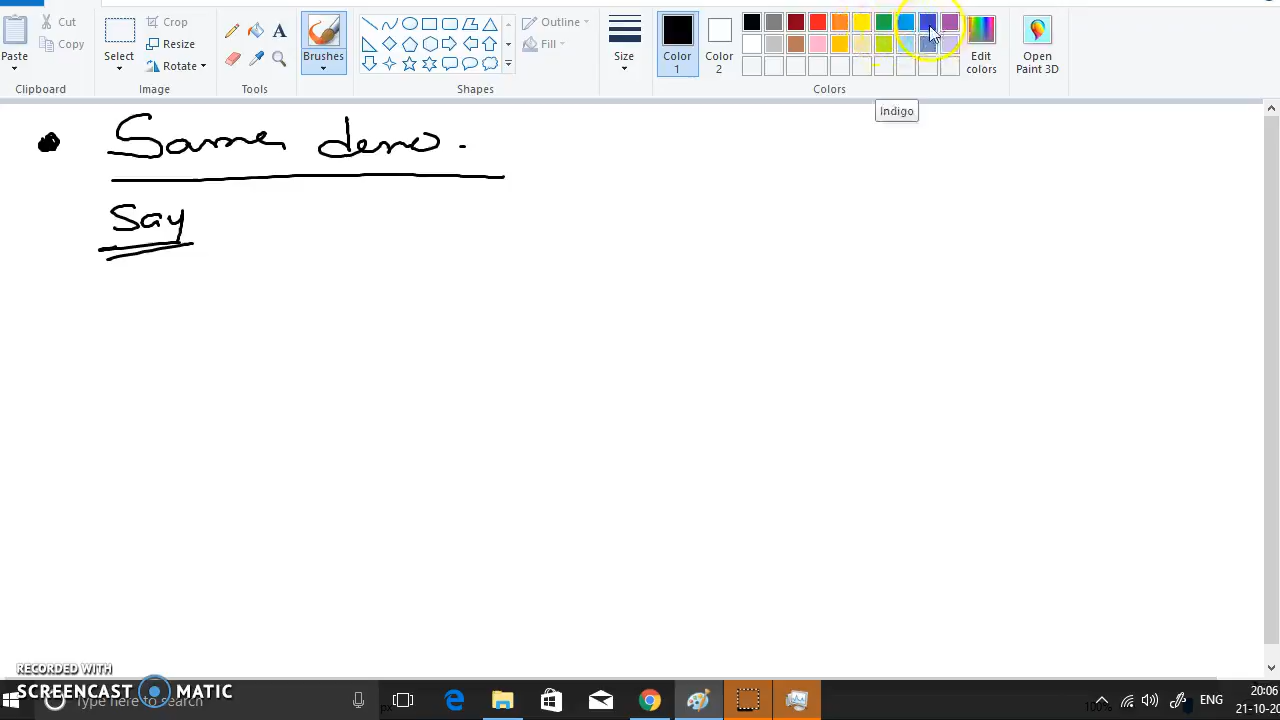 Cut Crop Outline
Paste Copy Select Resize Fill
Rotate Brushes Size Color 1 Color 2 Edit colors Open Paint 3D
Clipboard Image Tools Shapes Colors
Indigo
Same deno.
Say
RECORDED WITH
SCREENCAST MATIC
Type here to search
100%
ENG
20:06
21-10-20